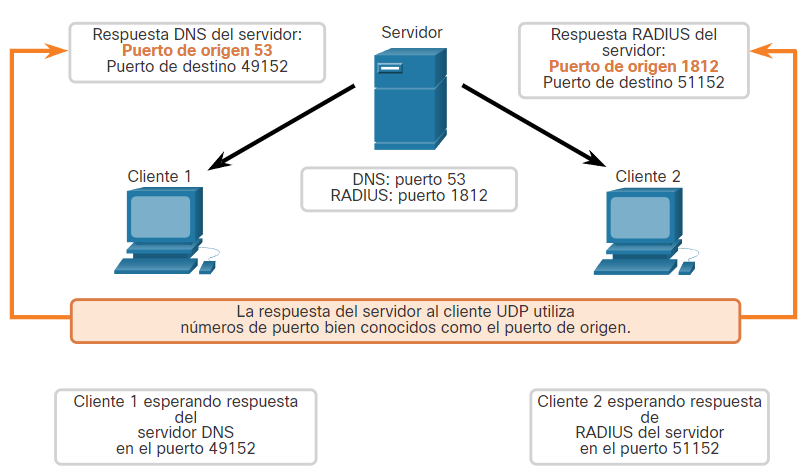 Respuesta DNS del servidor:
Puerto de origen 53
Puerto de destino 49152
Servidor
Respuesta RADIUS del
servidor:
Puerto de origen 1812
Puerto de destino 51152
Cliente 1
DNS: puerto 53
RADIUS: puerto 1812
Cliente 2
La respuesta del servidor al cliente UDP utiliza
números de puerto bien conocidos como el puerto de origen.
Cliente 1 esperando respuesta
del
servidor DNS
en el puerto 49152
Cliente 2 esperando respuesta
de
RADIUS del servidor
en el puerto 51152